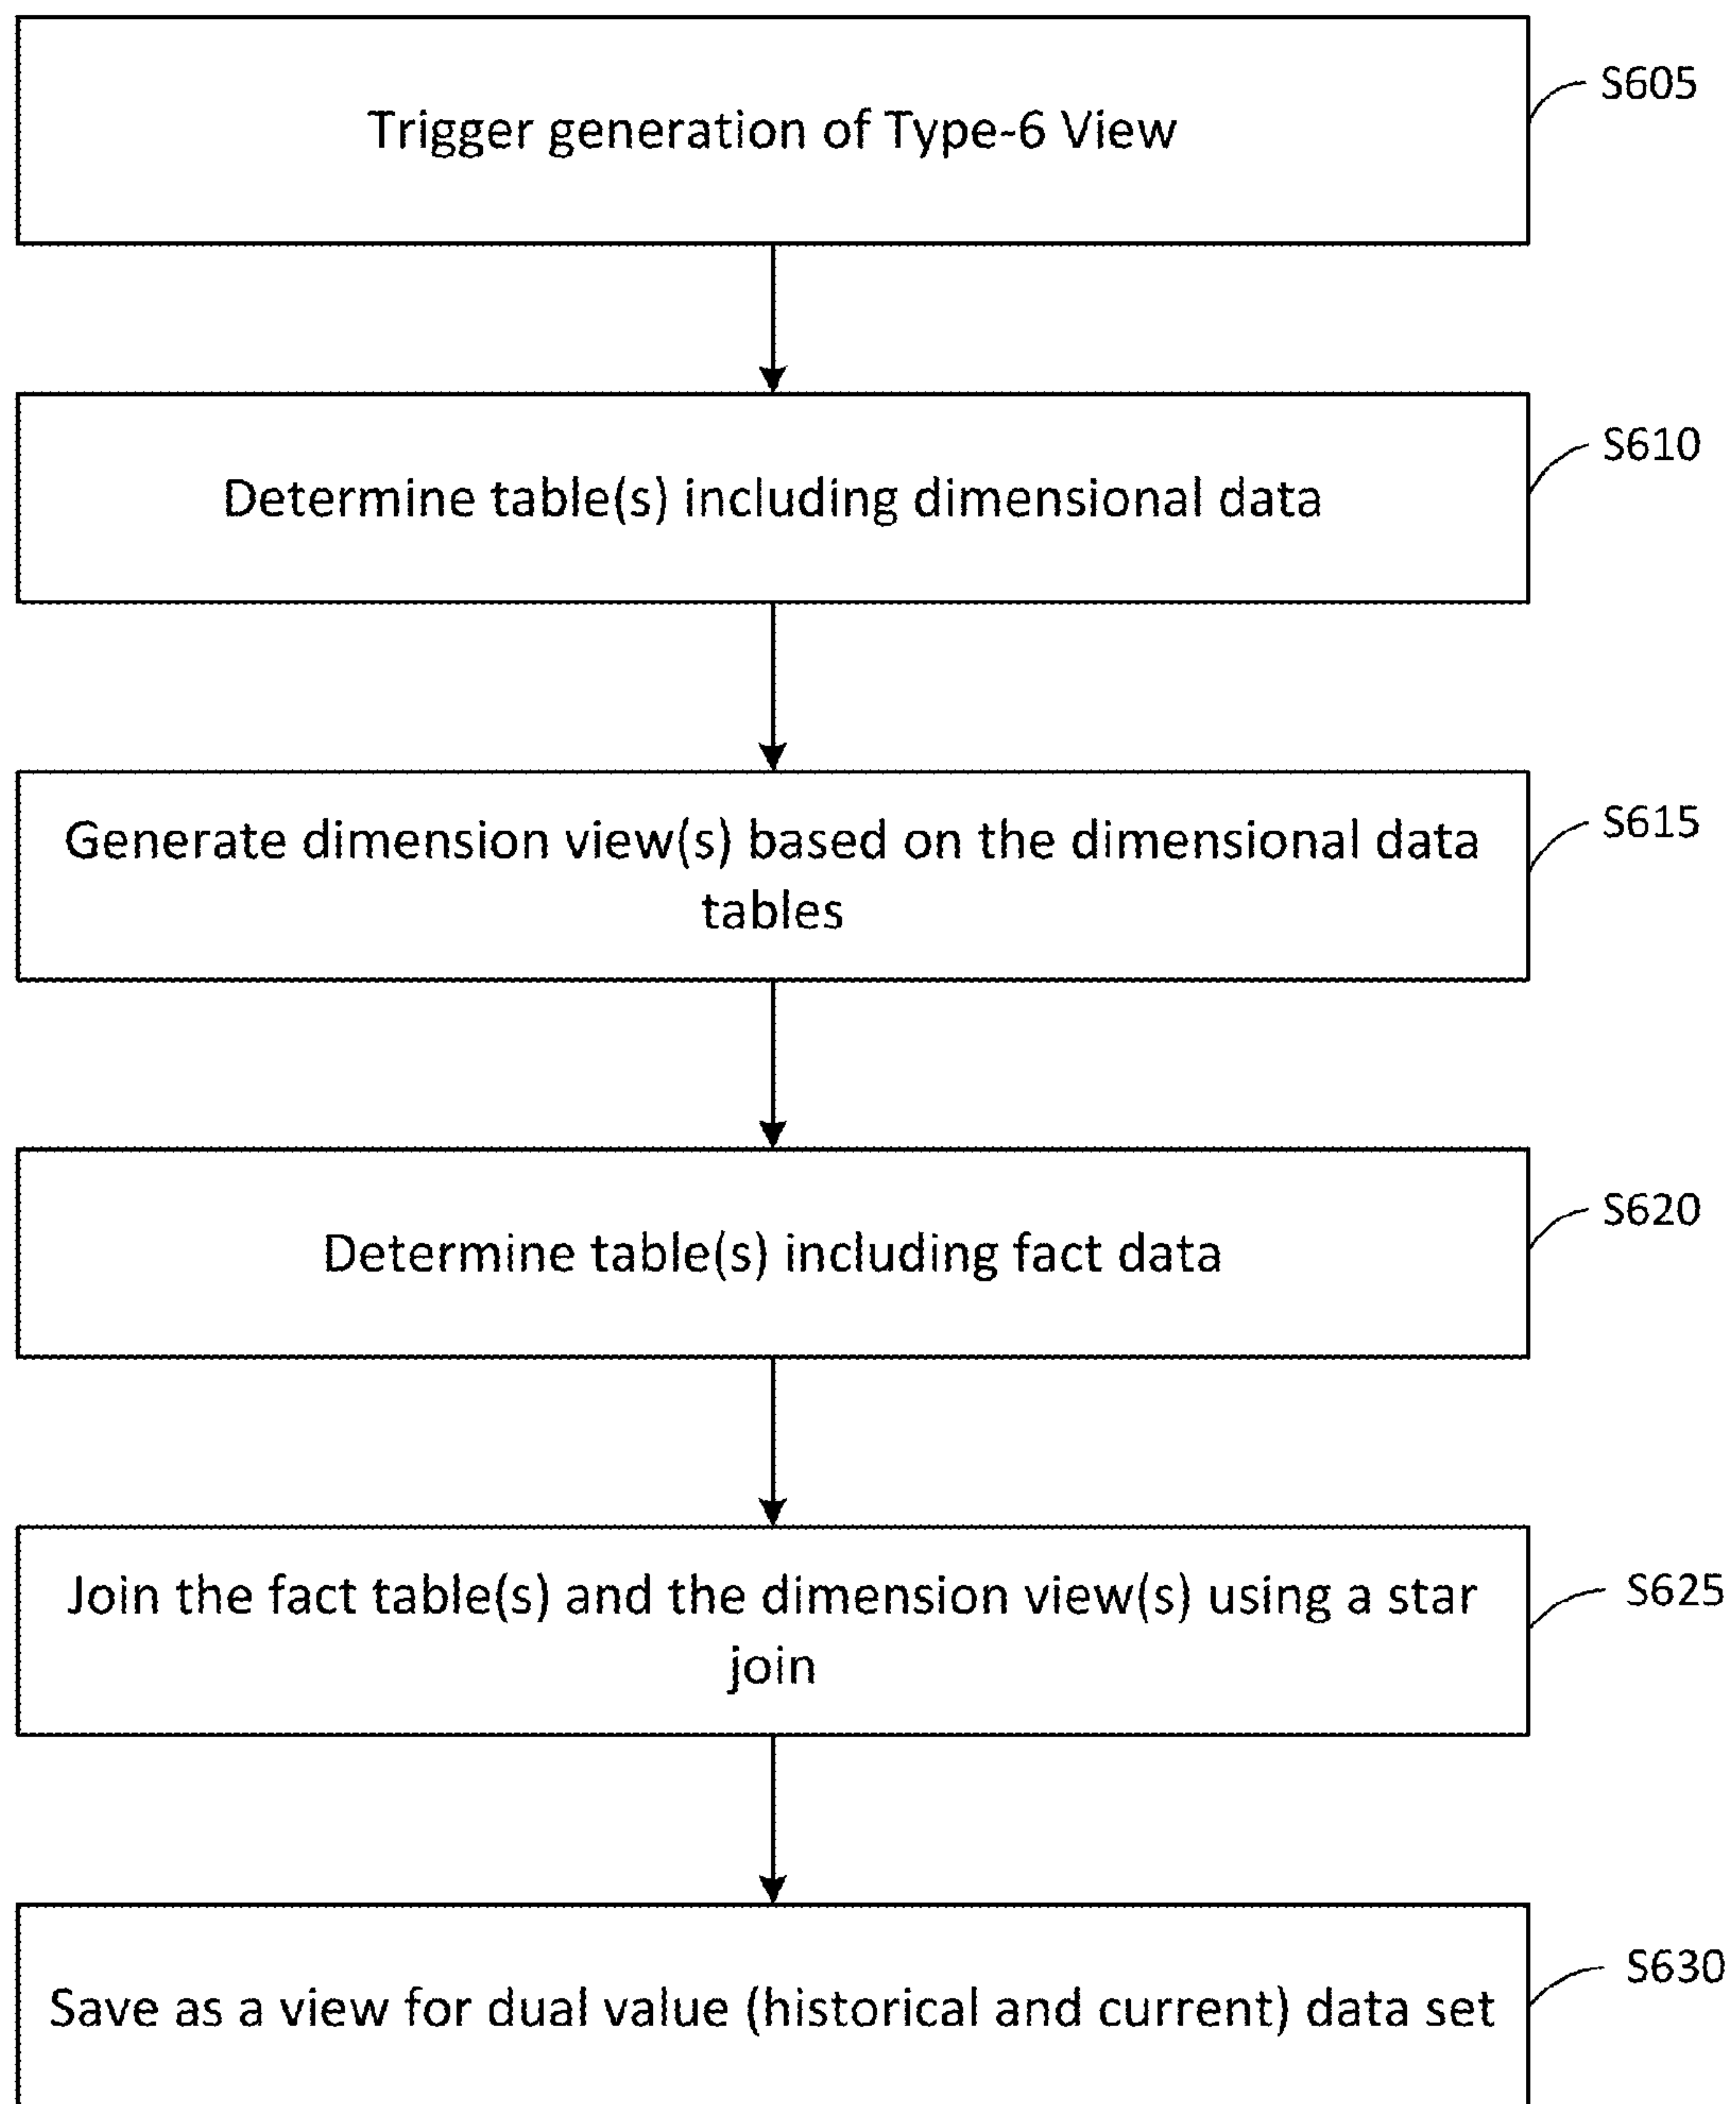 Trigger generation of Type-6 View
S605
Determine table(s) including dimensional data
S610
Generate dimension view(s) based on the dimensional data
tables
S615
Determine table(s) including fact data
S620
Join the fact table(s) and the dimension view(s) using a star
join
S625
Save as a view for dual value (historical and current) data set
S630